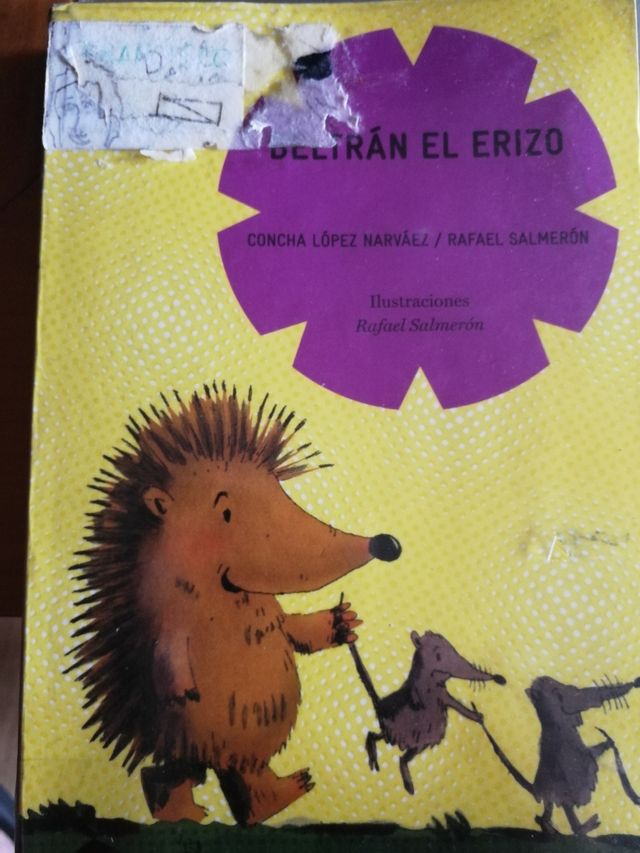 BELTRÁN EL ERIZO
CONCHA LÓPEZ NARVÁEZ / RAFAEL SALMERÓN
Ilustraciones
Rafael Salmerón